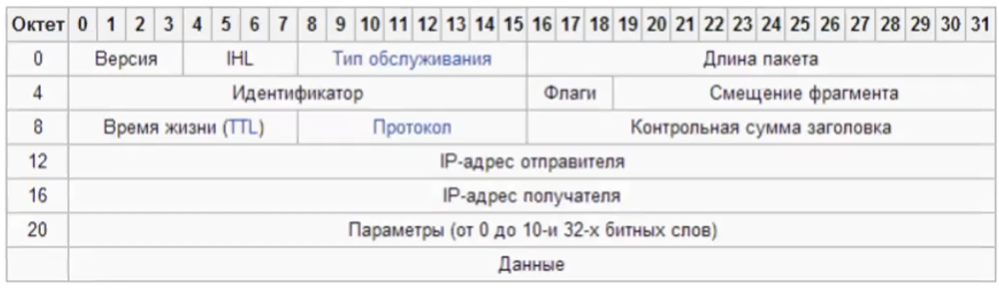 Октет 0 1 2 3 4 5 6 7 8 9 10 11 12 13 14 15 16 17 18 19 20 21 22 23 24 25 26 27 28 29 30 31
0 Версия IHL Тип обслуживания Длина пакета
4 Идентификатор Флаги Смещение фрагмента
8 Время жизни (TTL) Протокол Контрольная сумма заголовка
12 IP-адрес отправителя
16 IP-адрес получателя
20 Параметры (от 0 до 10-и 32-х битных слов)
Данные